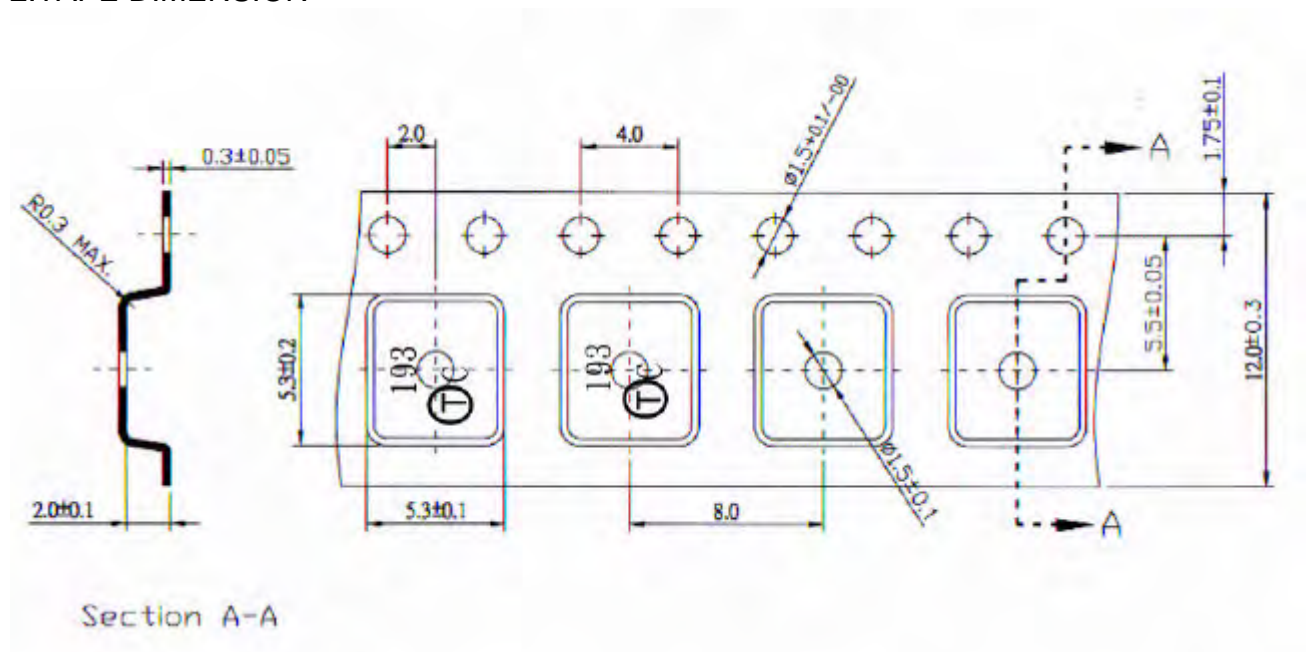 2.0
4.0
ø1.5+0.1/-00
1.75±0.1
A
0.3±0.05
R0.3 MAX.
5.3±0.2
193
T C
193
T C
5.5±0.05
12.0±0.3
ø1.5±0.1
2.0±0.1
5.3±0.1
8.0
A
Section A-A